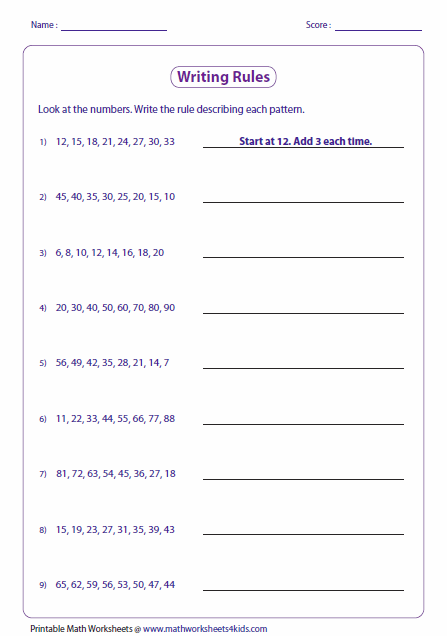 Name : Score :
Writing Rules
Look at the numbers. Write the rule describing each pattern.
1) 12, 15, 18, 21, 24, 27, 30, 33 Start at 12. Add 3 each time.
2) 45, 40, 35, 30, 25, 20, 15, 10
3) 6, 8, 10, 12, 14, 16, 18, 20
4) 20, 30, 40, 50, 60, 70, 80, 90
5) 56, 49, 42, 35, 28, 21, 14, 7
6) 11, 22, 33, 44, 55, 66, 77, 88
7) 81, 72, 63, 54, 45, 36, 27, 18
8) 15, 19, 23, 27, 31, 35, 39, 43
9) 65, 62, 59, 56, 53, 50, 47, 44
Printable Math Worksheets @ www.mathworksheets4kids.com